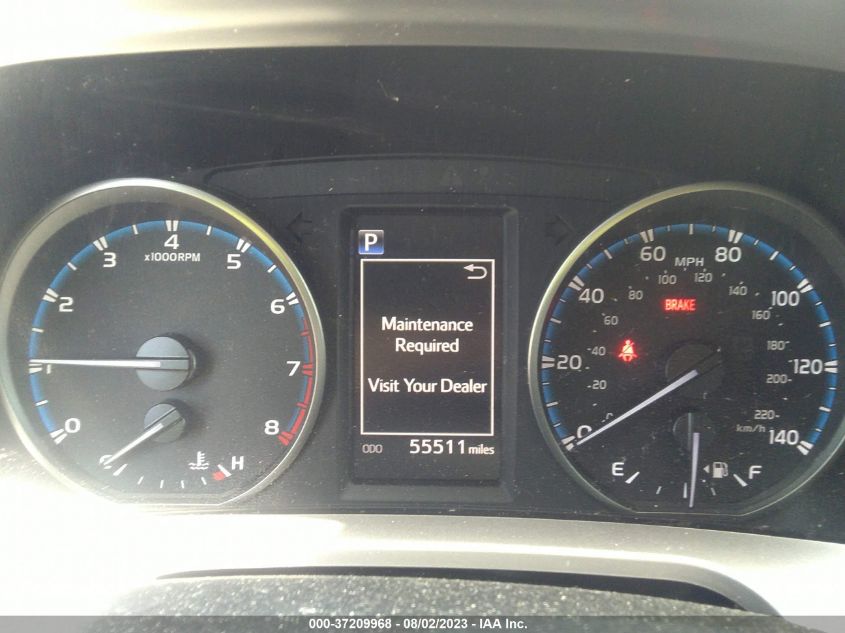 P
Maintenance
Required
Visit Your Dealer
ODO 55511 miles
0 1 2 3 4 5 6 7 8
x1000RPM
H
0 20 40 60 80 100 120 140
MPH
0 20 40 60 80 100 120 140 160 180 200 220
km/h
BRAKE
E F
000-37209968 - 08/02/2023 - IAA Inc.